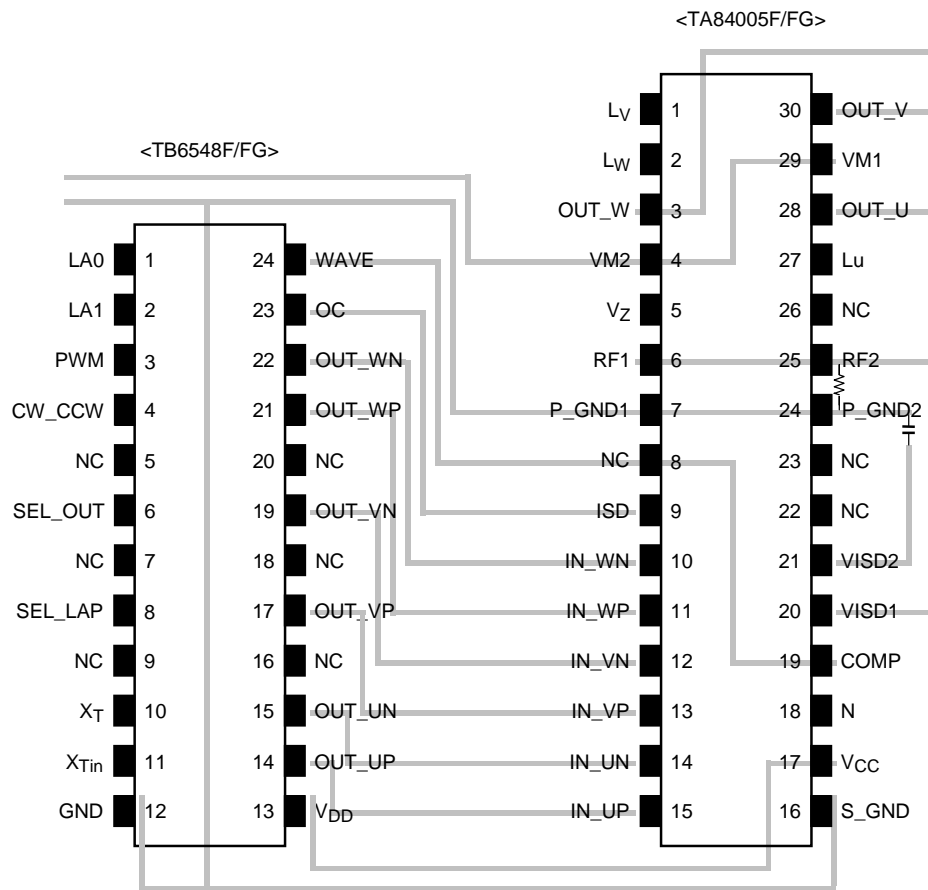 <TA84005F/FG>
<TB6548F/FG>
LA0 1 24 WAVE
LA1 2 23 OC
PWM 3 22 OUT_WN
CW_CCW 4 21 OUT_WP
NC 5 20 NC
SEL_OUT 6 19 OUT_VN
NC 7 18 NC
SEL_LAP 8 17 OUT_VP
NC 9 16 NC
XT 10 15 OUT_UN
XTin 11 14 OUT_UP
GND 12 13 VDD
LV 1 30 OUT_V
LW 2 29 VM1
OUT_W 3 28 OUT_U
VM2 4 27 Lu
VZ 5 26 NC
RF1 6 25 RF2
P_GND1 7 24 P_GND2
NC 8 23 NC
ISD 9 22 NC
IN_WN 10 21 VISD2
IN_WP 11 20 VISD1
IN_VN 12 19 COMP
IN_VP 13 18 N
IN_UN 14 17 VCC
IN_UP 15 16 S_GND